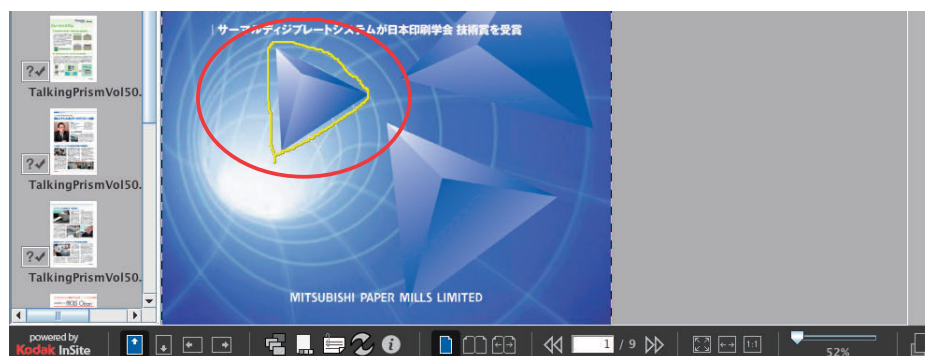 サーマルディジプレートシステムが日本印刷学会 技術賞を受賞
?✓
TalkingPrismVol50.
?✓
TalkingPrismVol50.
?✓
TalkingPrismVol50.
MITSUBISHI PAPER MILLS LIMITED
powered by
Kodak InSite
1 / 9
1:1
52%